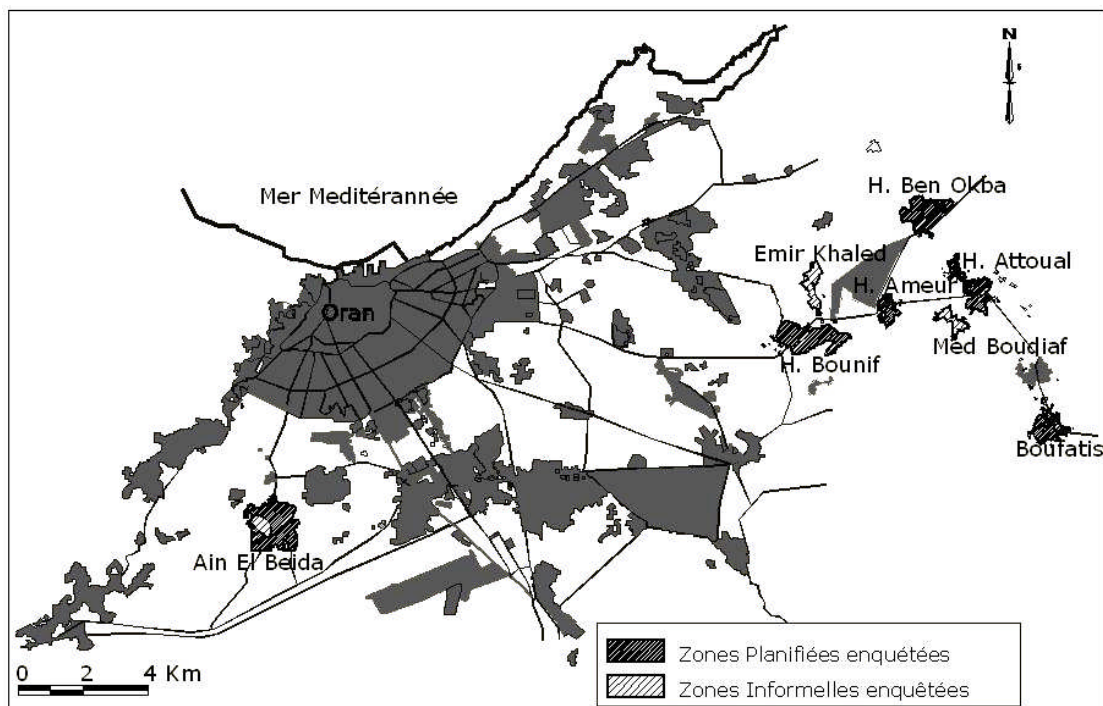 N
H. Ben Okba
Mer Meditérannée
Emir Khaled
H. Attoual
H. Ameur
Oran
Med Boudiaf
H. Bounif
Boufatis
Ain El Beida
0 2 4 Km
Zones Planifiées enquétées
Zones Informelles enquêtées